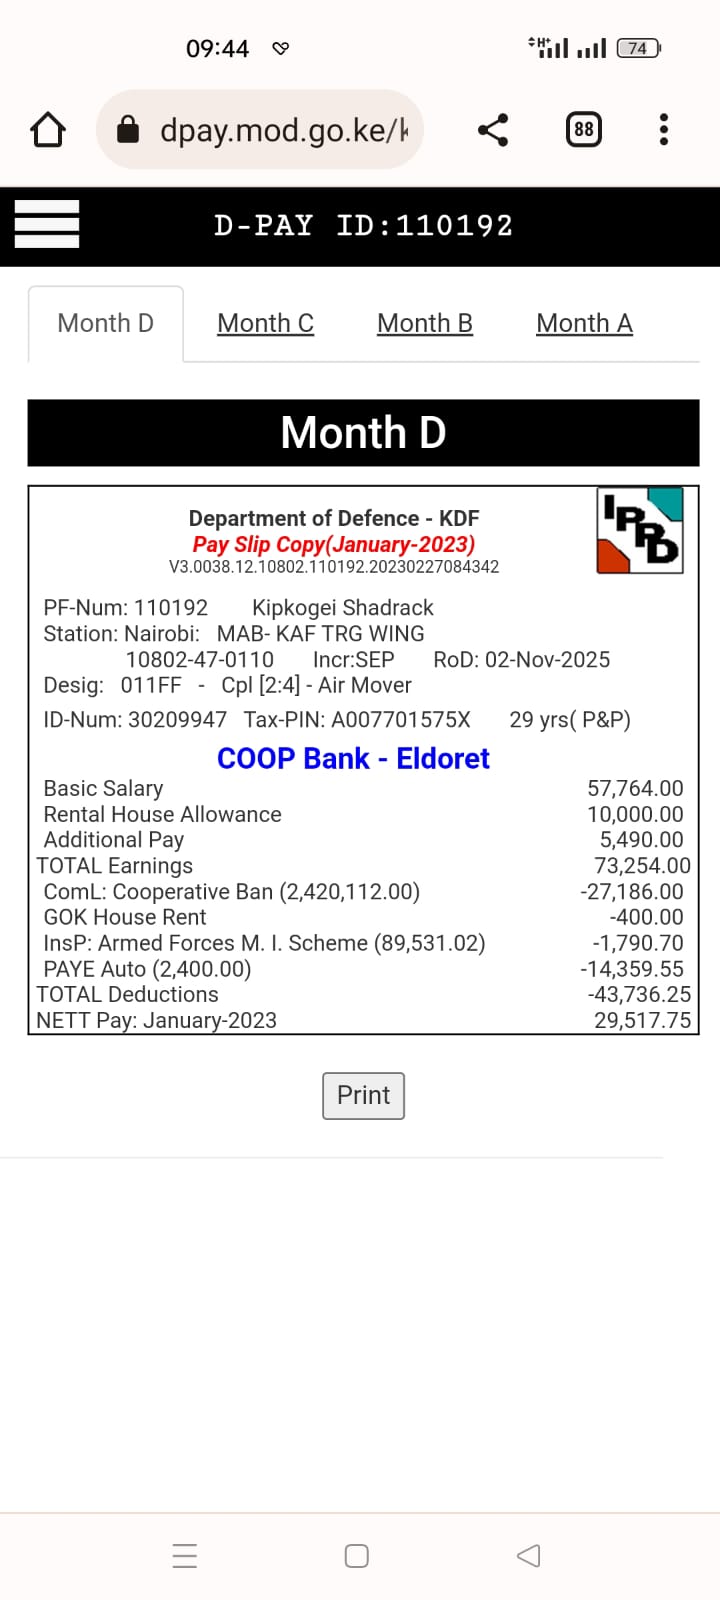 09:44
H+ 74
dpay.mod.go.ke/k
88
D-PAY ID:110192
Month D Month C Month B Month A
Month D
IPPD
Department of Defence - KDF
Pay Slip Copy(January-2023)
V3.0038.12.10802.110192.20230227084342
PF-Num: 110192 Kipkogei Shadrack
Station: Nairobi: MAB- KAF TRG WING
10802-47-0110 Incr:SEP RoD: 02-Nov-2025
Desig: 011FF - Cpl [2:4] - Air Mover
ID-Num: 30209947 Tax-PIN: A007701575X 29 yrs( P&P)
COOP Bank - Eldoret
Basic Salary 57,764.00
Rental House Allowance 10,000.00
Additional Pay 5,490.00
TOTAL Earnings 73,254.00
ComL: Cooperative Ban (2,420,112.00) -27,186.00
GOK House Rent -400.00
InsP: Armed Forces M. I. Scheme (89,531.02) -1,790.70
PAYE Auto (2,400.00) -14,359.55
TOTAL Deductions -43,736.25
NETT Pay: January-2023 29,517.75
Print